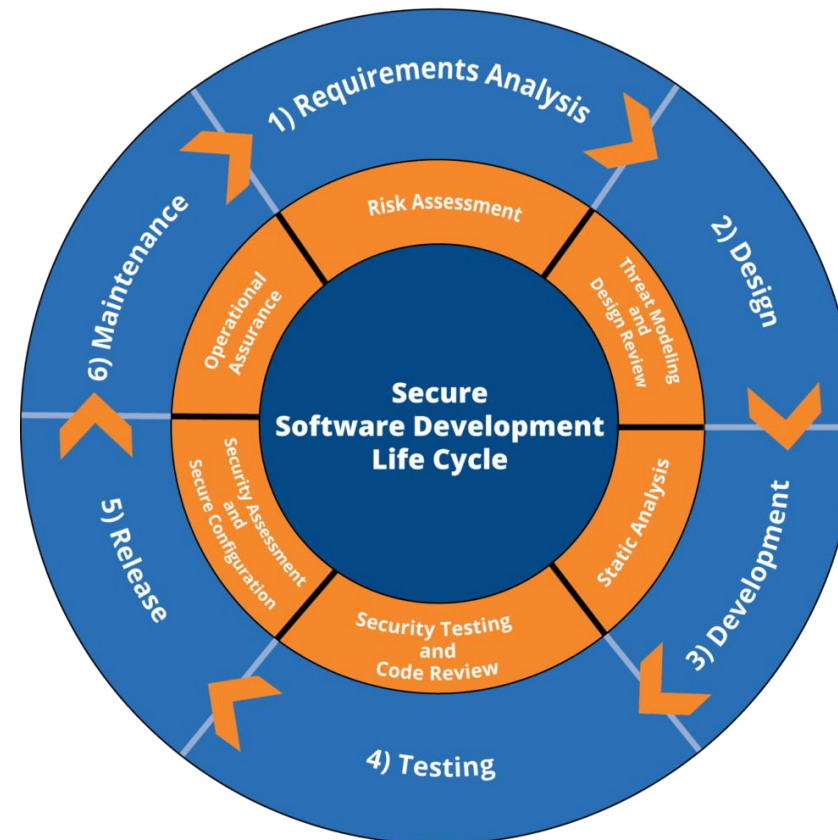 1) Requirements Analysis
2) Design
3) Development
4) Testing
5) Release
6) Maintenance
Risk Assessment
Threat Modeling
and
Design Review
Static Analysis
Security Testing
and
Code Review
Security Assessment
and
Secure Configuration
Operational
Assurance
Secure
Software Development
Life Cycle